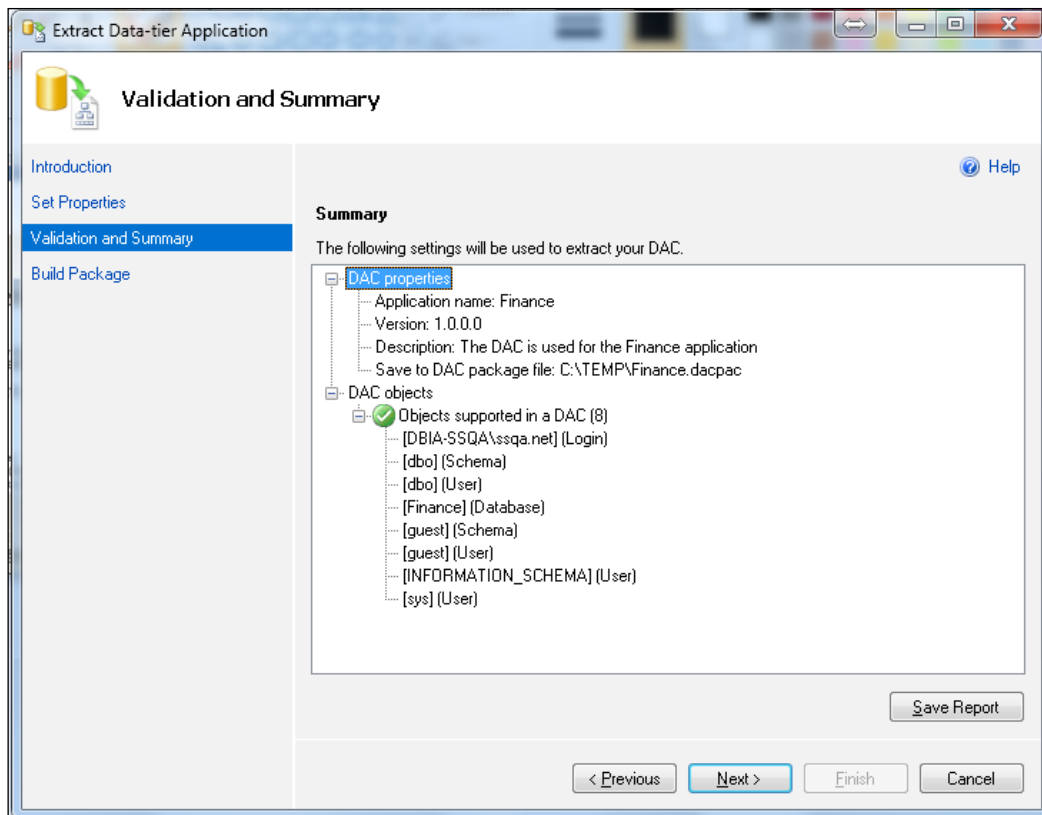 Extract Data-tier Application
Validation and Summary
Introduction
Help
Set Properties
Summary
Validation and Summary
The following settings will be used to extract your DAC.
Build Package
DAC properties
Application name: Finance
Version: 1.0.0.0
Description: The DAC is used for the Finance application
Save to DAC package file: C:\TEMP\Finance.dacpac
DAC objects
Objects supported in a DAC (8)
[DBIA-SSQA\ssqa.net] (Login)
[dbo] (Schema)
[dbo] (User)
[Finance] (Database)
[guest] (Schema)
[guest] (User)
[INFORMATION_SCHEMA] (User)
[sys] (User)
Save Report
< Previous
Next >
Finish
Cancel